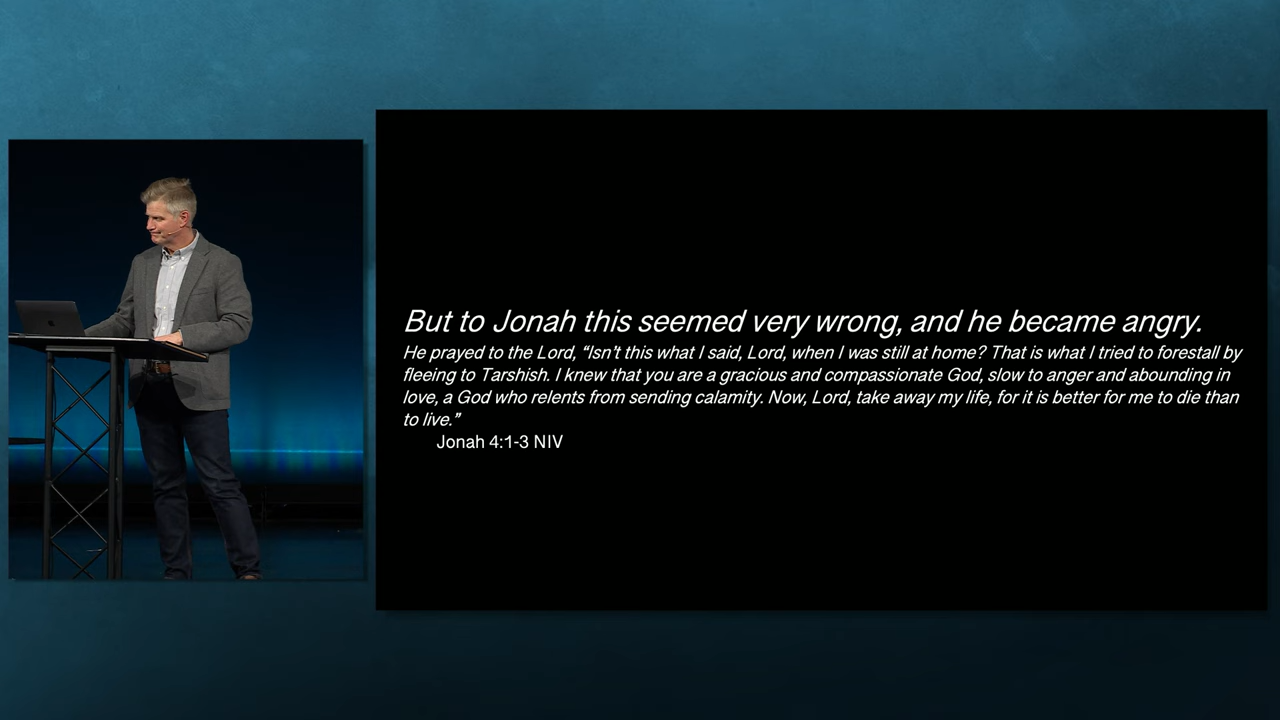 But to Jonah this seemed very wrong, and he became angry.
He prayed to the Lord, “Isn’t this what I said, Lord, when I was still at home? That is what I tried to forestall by
fleeing to Tarshish. I knew that you are a gracious and compassionate God, slow to anger and abounding in
love, a God who relents from sending calamity. Now, Lord, take away my life, for it is better for me to die than
to live.”
Jonah 4:1-3 NIV